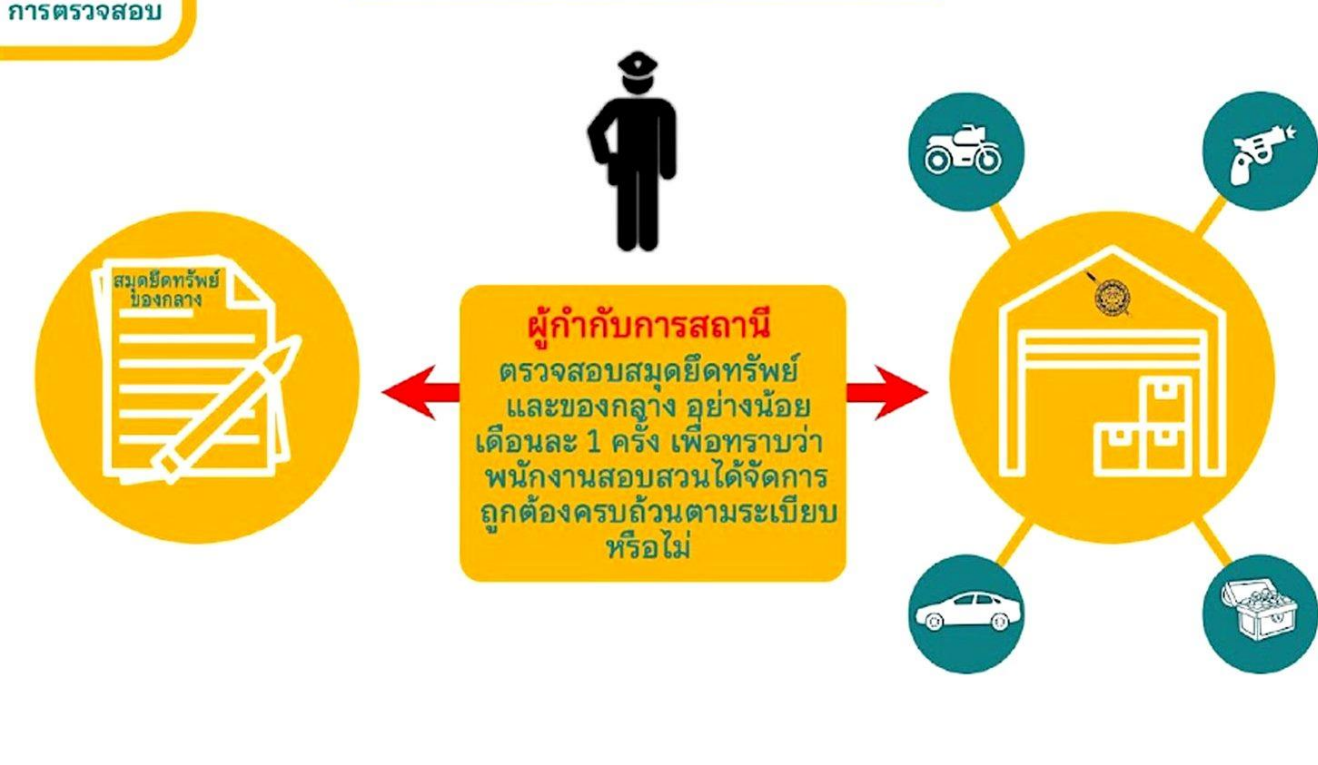 การตรวจสอบ
สมุดยึดทรัพย์
ของกลาง
ผู้กำกับการสถานี
ตรวจสอบสมุดยึดทรัพย์
และของกลาง อย่างน้อย
เดือนละ 1 ครั้ง เพื่อทราบว่า
พนักงานสอบสวนได้จัดการ
ถูกต้องครบถ้วนตามระเบียบ
หรือไม่